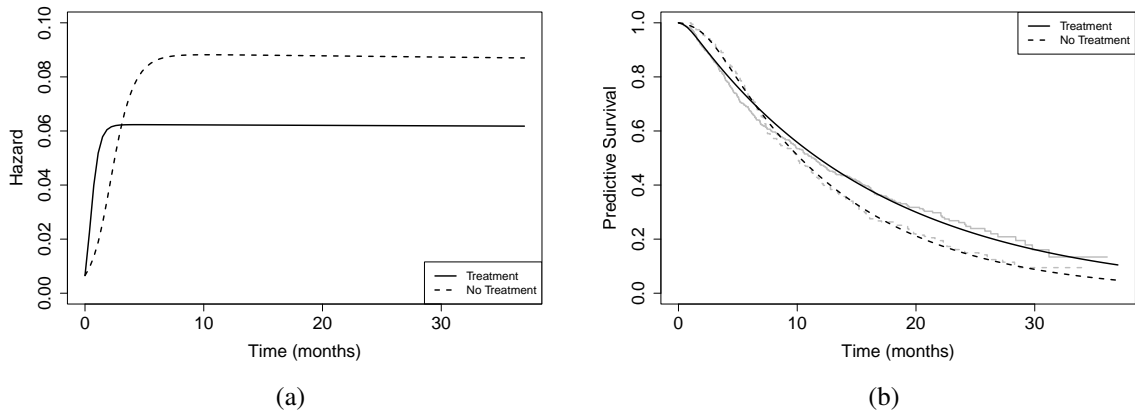 0.00 0.02 0.04 0.06 0.08 0.10
Hazard
0 10 20 30
Time (months)
Treatment
No Treatment
(a)
0.0 0.2 0.4 0.6 0.8 1.0
Predictive Survival
0 10 20 30
Time (months)
Treatment
No Treatment
(b)